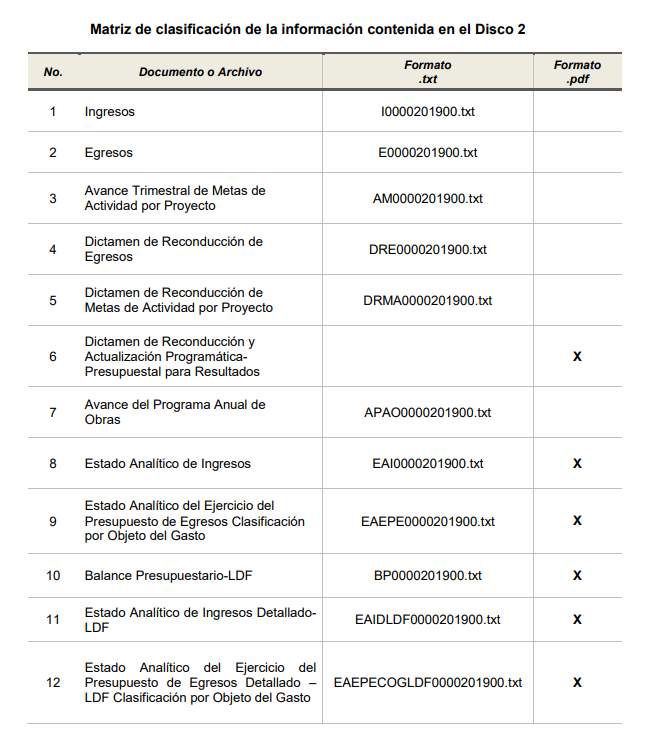 Matriz de clasificación de la información contenida en el Disco 2
No. Documento o Archivo Formato .txt Formato .pdf
1 Ingresos I0000201900.txt
2 Egresos E0000201900.txt
3 Avance Trimestral de Metas de
Actividad por Proyecto AM0000201900.txt
4 Dictamen de Reconducción de
Egresos DRE0000201900.txt
5 Dictamen de Reconducción de
Metas de Actividad por Proyecto DRMA0000201900.txt
6 Dictamen de Reconducción y
Actualización Programática-
Presupuestal para Resultados X
7 Avance del Programa Anual de
Obras APAO0000201900.txt
8 Estado Analítico de Ingresos EAI0000201900.txt X
9 Estado Analítico del Ejercicio del
Presupuesto de Egresos Clasificación
por Objeto del Gasto EAEPE0000201900.txt X
10 Balance Presupuestario-LDF BP0000201900.txt X
11 Estado Analítico de Ingresos Detallado-
LDF EAIDLDF0000201900.txt X
12 Estado Analítico del Ejercicio del
Presupuesto de Egresos Detallado –
LDF Clasificación por Objeto del Gasto EAEPECOGLDF0000201900.txt X